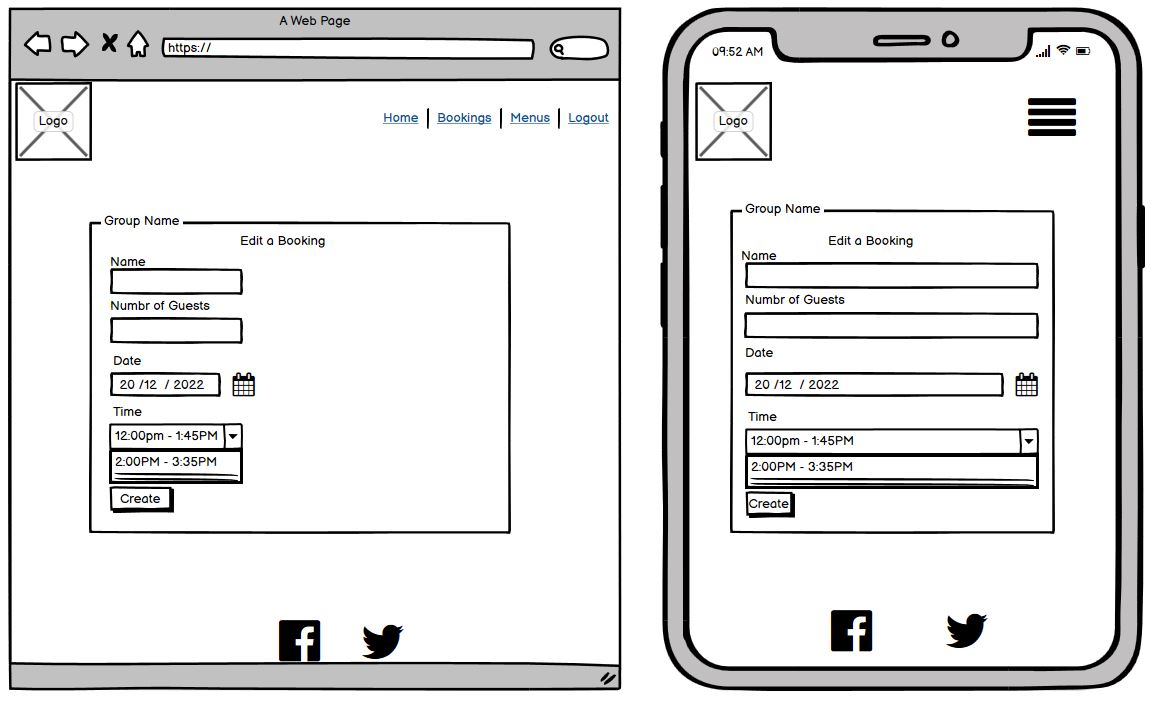 A Web Page
https://
Logo
Home Bookings Menus Logout
Group Name
Edit a Booking
Name
Numbr of Guests
Date
20 /12 / 2022
Time
12:00pm - 1:45PM
2:00PM - 3:35PM
Create
09:52 AM
Logo
Group Name
Edit a Booking
Name
Numbr of Guests
Date
20 /12 / 2022
Time
12:00pm - 1:45PM
2:00PM - 3:35PM
Create